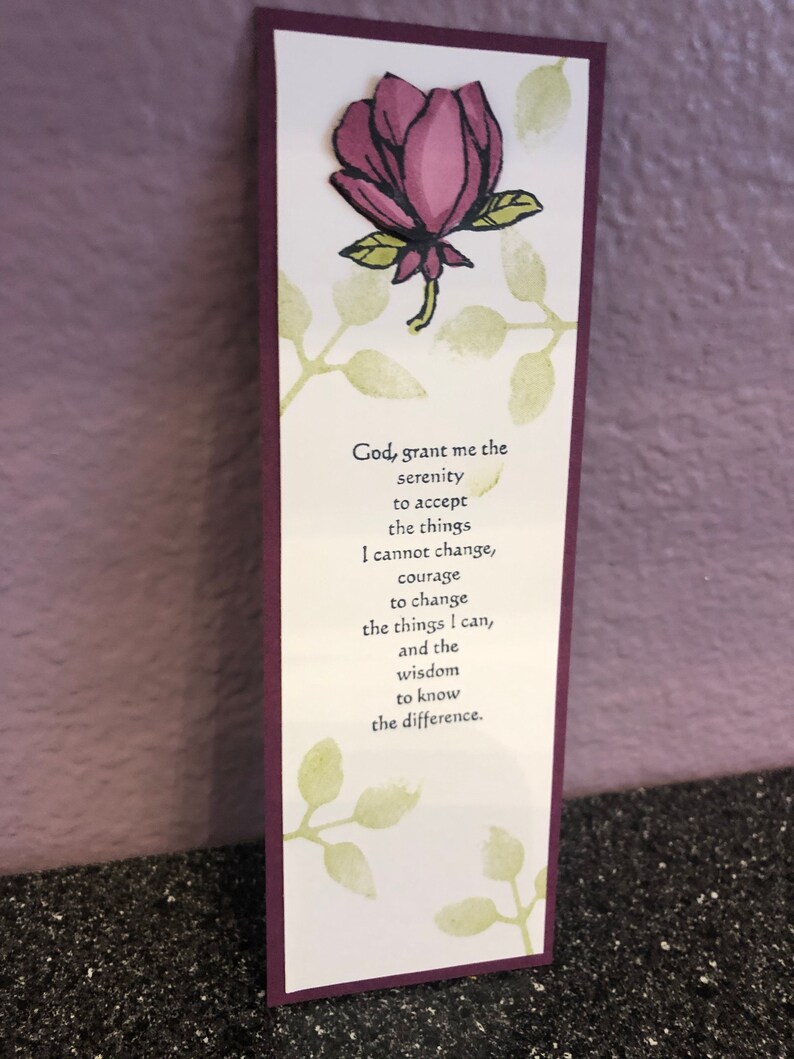 God, grant me the
serenity
to accept
the things
I cannot change,
courage
to change
the things I can,
and the
wisdom
to know
the difference.